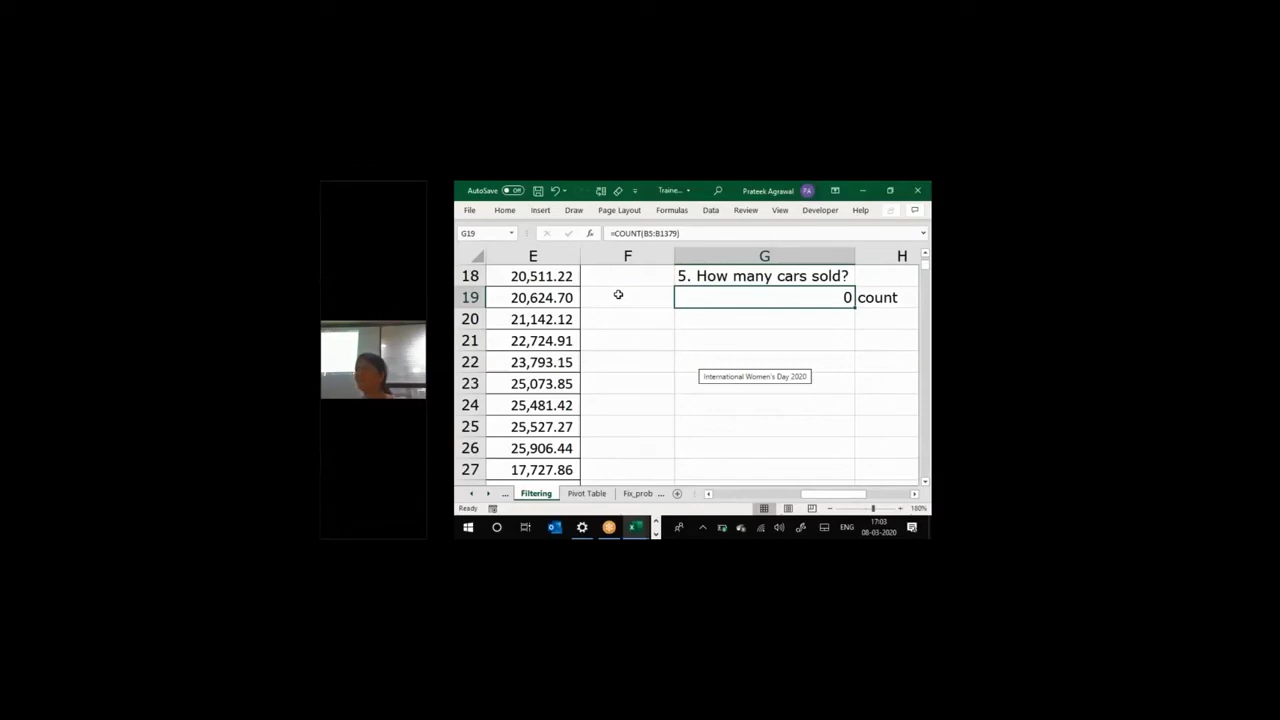 AutoSave Off Traine... Prateek Agrawal PA
File Home Insert Draw Page Layout Formulas Data Review View Developer Help
G19 fx =COUNT(B5:B1379)
E F G H
18 20,511.22 5. How many cars sold?
19 20,624.70 0 count
20 21,142.12
21 22,724.91
22 23,793.15
International Women's Day 2020
23 25,073.85
24 25,481.42
25 25,527.27
26 25,906.44
27 17,727.86
... Filtering Pivot Table Fix_prob ...
Ready 180%
ENG 17:03
08-03-2020